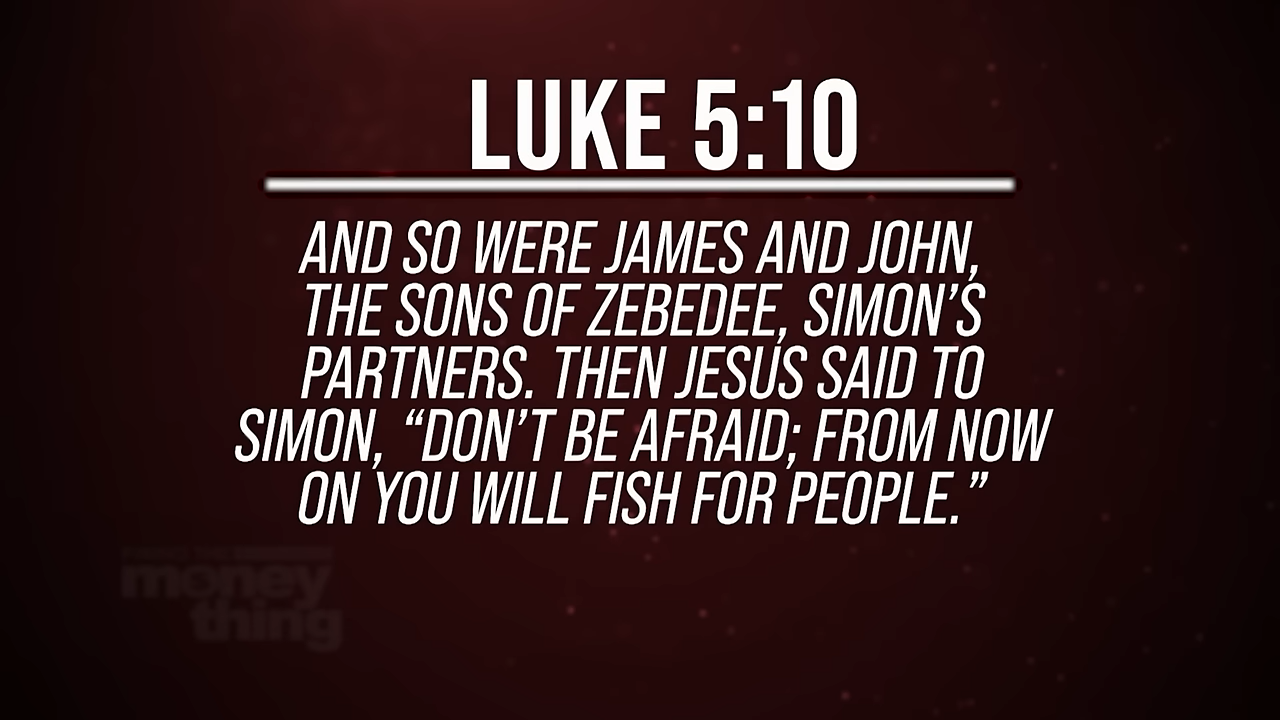 LUKE 5:10
AND SO WERE JAMES AND JOHN,
THE SONS OF ZEBEDEE, SIMON'S
PARTNERS. THEN JESUS SAID TO
SIMON, “DON'T BE AFRAID; FROM NOW
ON YOU WILL FISH FOR PEOPLE.”
money
thing